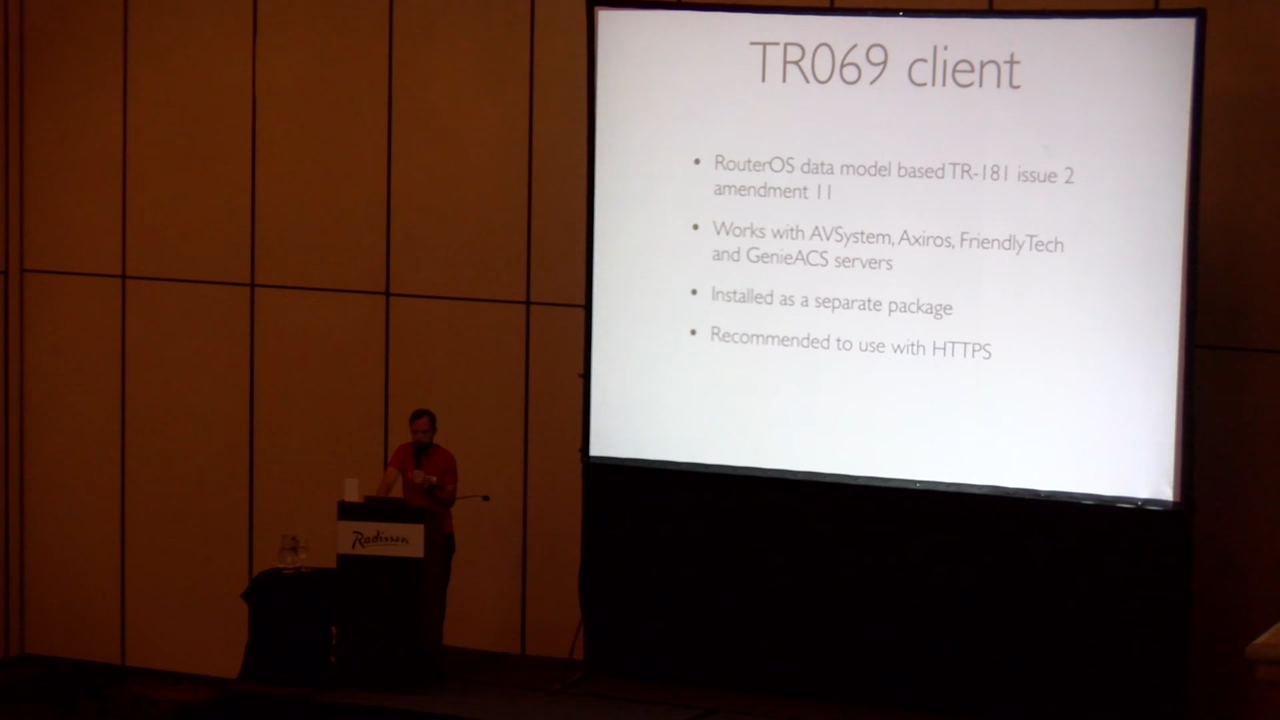 TR069 client
• RouterOS data model based TR-181 issue 2
amendment 11
• Works with AVSystem, Axiros, FriendlyTech
and GenieACS servers
• Installed as a separate package
• Recommended to use with HTTPS
Radisson